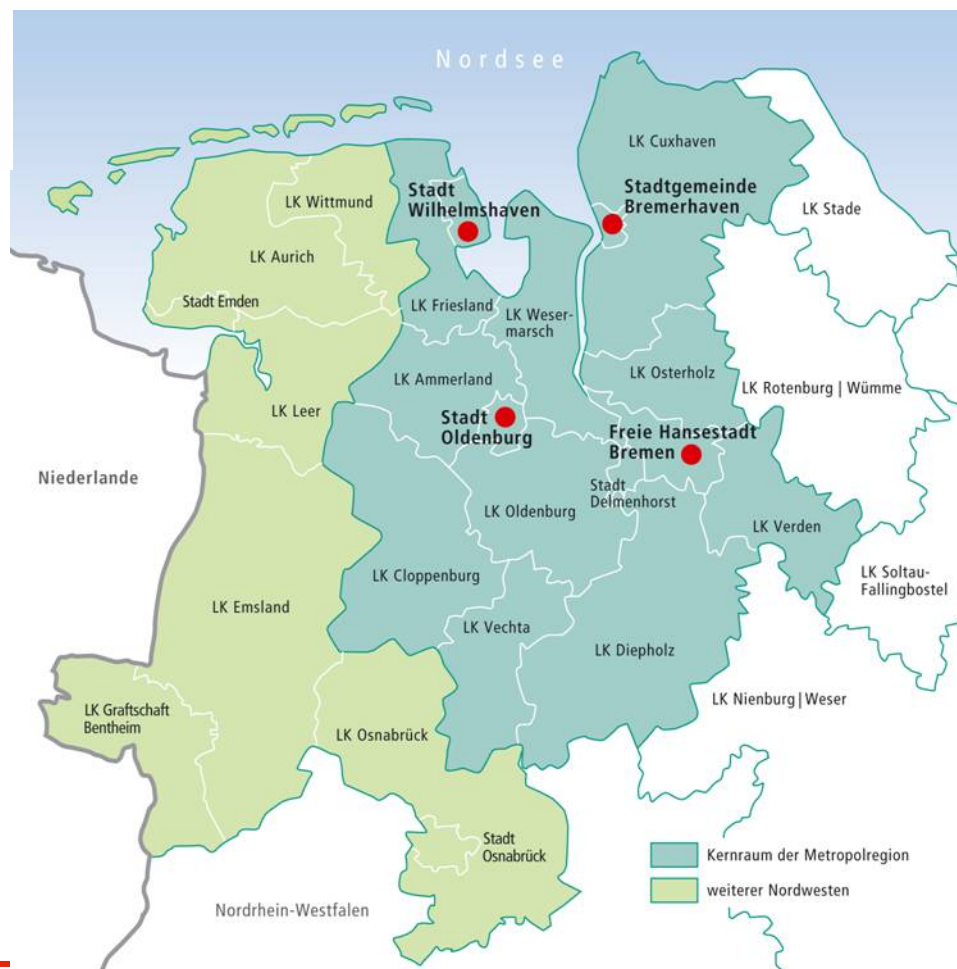 Nordsee
LK Cuxhaven
Stadt
Wilhelmshaven
Stadtgemeinde
Bremerhaven
LK Wittmund
LK Stade
LK Aurich
Stadt Emden
LK Friesland
LK Weser-
marsch
LK Ammerland
LK Osterholz
LK Rotenburg | Wümme
LK Leer
Stadt
Oldenburg
Freie Hansestadt
Bremen
Niederlande
Stadt
Delmenhorst
LK Oldenburg
LK Verden
LK Cloppenburg
LK Soltau-
Fallingbostel
LK Emsland
LK Vechta
LK Diepholz
LK Nienburg | Weser
LK Graftschaft
Bentheim
LK Osnabrück
Stadt
Osnabrück
Kernraum der Metropolregion
weiterer Nordwesten
Nordrhein-Westfalen